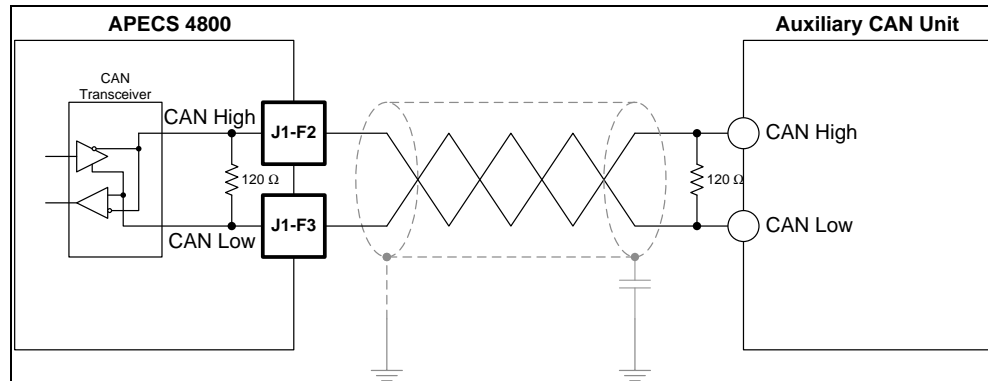 APECS 4800
Auxiliary CAN Unit
CAN
Transceiver
CAN High
J1-F2
CAN High
120 Ω
120 Ω
CAN Low
J1-F3
CAN Low